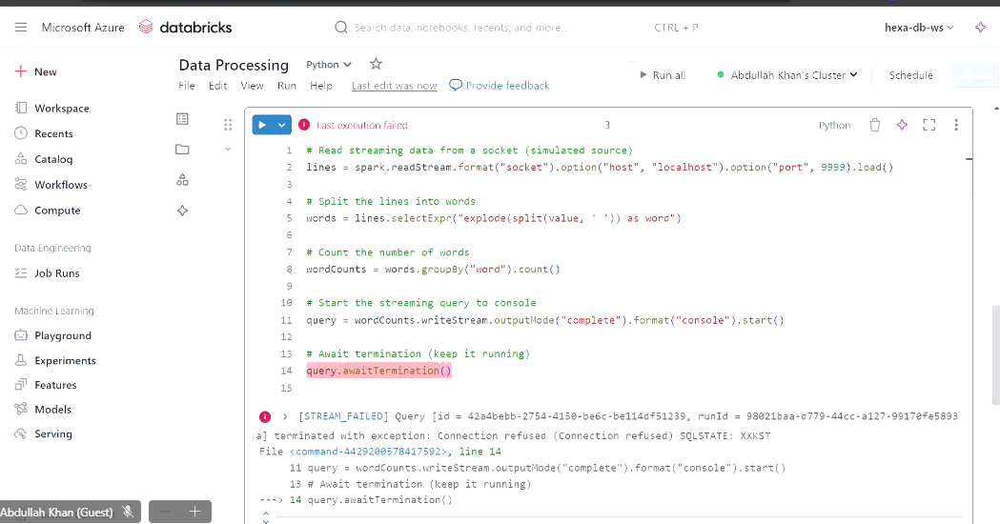 Microsoft Azure databricks Search data, notebooks, recents, and more... CTRL + P hexa-db-ws
New
Workspace
Recents
Catalog
Workflows
Compute
Data Engineering
Job Runs
Machine Learning
Playground
Experiments
Features
Models
Serving
Data Processing Python
File Edit View Run Help Last edit was now Provide feedback
Run all Abdullah Khan's Cluster Schedule
Last execution failed 3 Python
1 # Read streaming data from a socket (simulated source)
2 lines = spark.readStream.format("socket").option("host", "localhost").option("port", 9999).load()
3
4 # Split the lines into words
5 words = lines.selectExpr("explode(split(value, ' ')) as word")
6
7 # Count the number of words
8 wordCounts = words.groupBy("word").count()
9
10 # Start the streaming query to console
11 query = wordCounts.writeStream.outputMode("complete").format("console").start()
12
13 # Await termination (keep it running)
14 query.awaitTermination()
15
[STREAM_FAILED] Query [id = 42a4bebb-2754-4150-be6c-be114df51239, runId = 98021baa-d779-44cc-a127-99170fe5893
a] terminated with exception: Connection refused (Connection refused) SQLSTATE: XXKST
File <command-4429200578417592>, line 14
11 query = wordCounts.writeStream.outputMode("complete").format("console").start()
13 # Await termination (keep it running)
---> 14 query.awaitTermination()
Abdullah Khan (Guest)